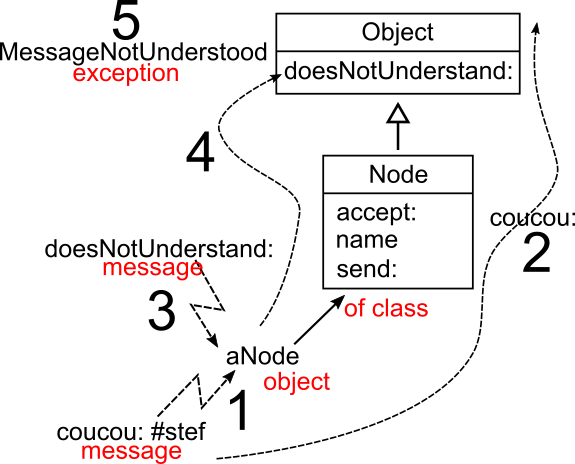 5
MessageNotUnderstood
exception
Object
doesNotUnderstand:
4
Node
accept:
name
send:
coucou:
2
doesNotUnderstand:
message
3
of class
aNode
object
1
coucou: #stef
message